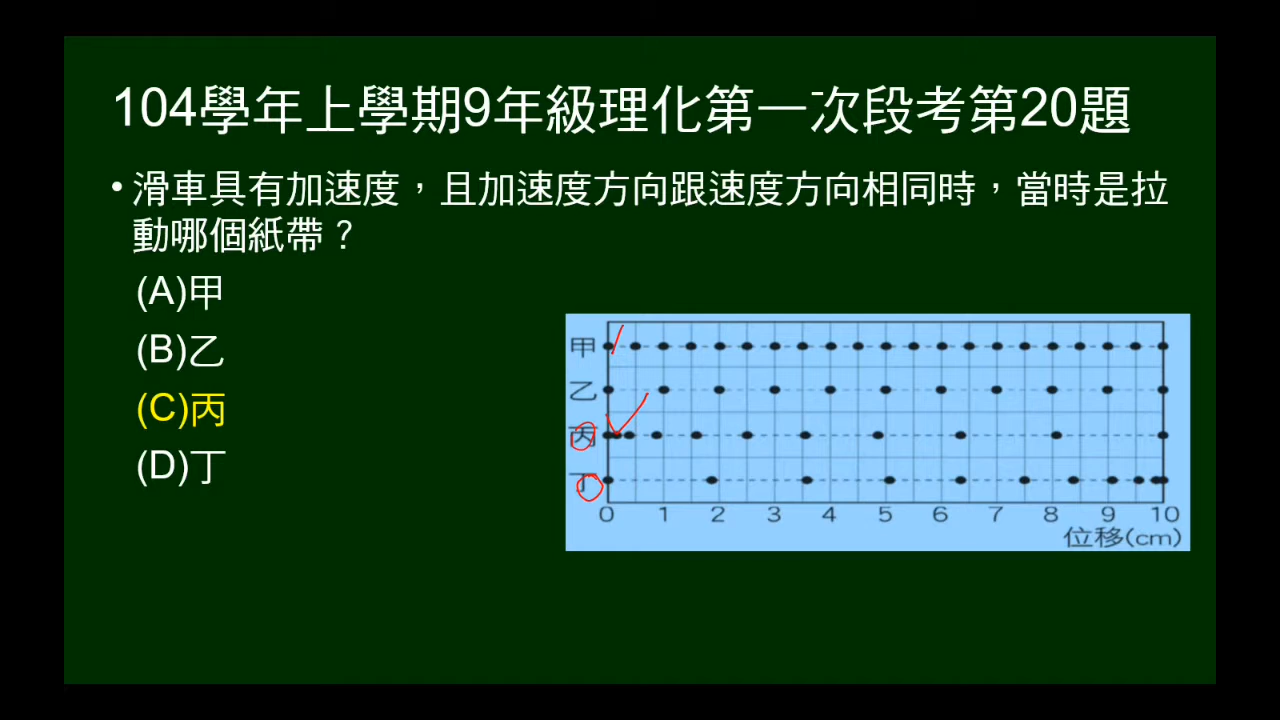 104學年上學期9年級理化第一次段考第20題
•滑車具有加速度，且加速度方向跟速度方向相同時，當時是拉
動哪個紙帶？
(A)甲
(B)乙
(C)丙
(D)丁
甲
乙
丙
丁
0 1 2 3 4 5 6 7 8 9 10
位移(cm)